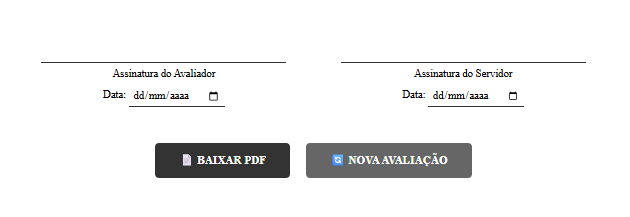 Assinatura do Avaliador
Data: dd/mm/aaaa
Assinatura do Servidor
Data: dd/mm/aaaa
BAIXAR PDF
NOVA AVALIAÇÃO